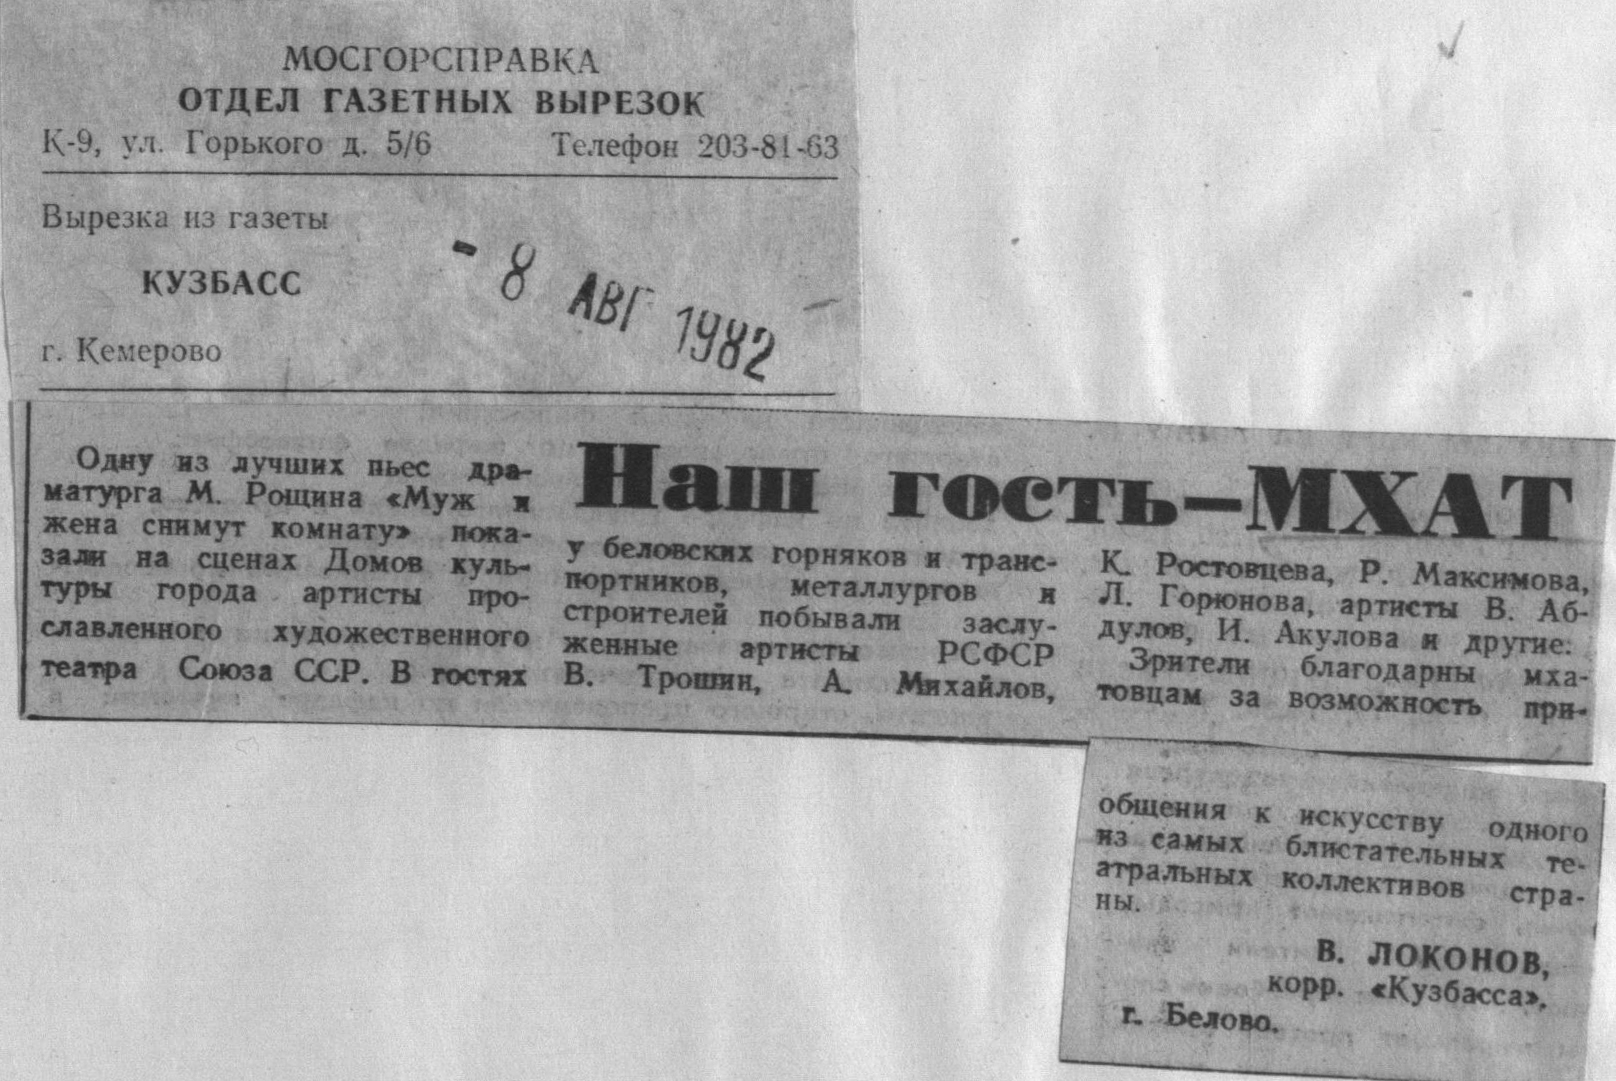 МОСГОРСПРАВКА
ОТДЕЛ ГАЗЕТНЫХ ВЫРЕЗОК
К-9, ул. Горького д. 5/6 Телефон 203-81-63
Вырезка из газеты
КУЗБАСС
- 8 АВГ 1982
г. Кемерово
Наш гость—МХАТ
Одну из лучших пьес дра-
матурга М. Рощина «Муж и
жена снимут комнату» пока-
зали на сценах Домов куль-
туры города артисты про-
славленного художественного
театра Союза ССР. В гостях
у беловских горняков и транс-
портников, металлургов и
строителей побывали заслу-
женные артисты РСФСР
В. Трошин, А. Михайлов,
К. Ростовцева, Р. Максимова,
Л. Горюнова, артисты В. Аб-
дулов, И. Акулова и другие.
Зрители благодарны мха-
товцам за возможность при-
общения к искусству одного
из самых блистательных те-
атральных коллективов стра-
ны.
В. ЛОКОНОВ,
корр. «Кузбасса».
г. Белово.